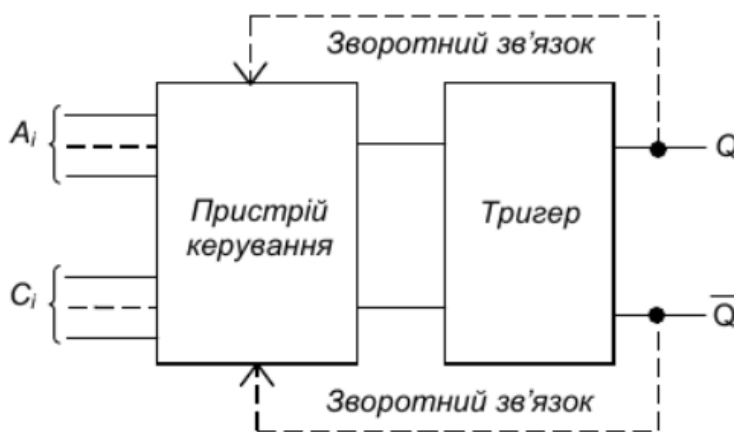 Зворотний зв’язок
Aᵢ
Q
Пристрій
керування
Тригер
Cᵢ
Q̅
Зворотний зв’язок